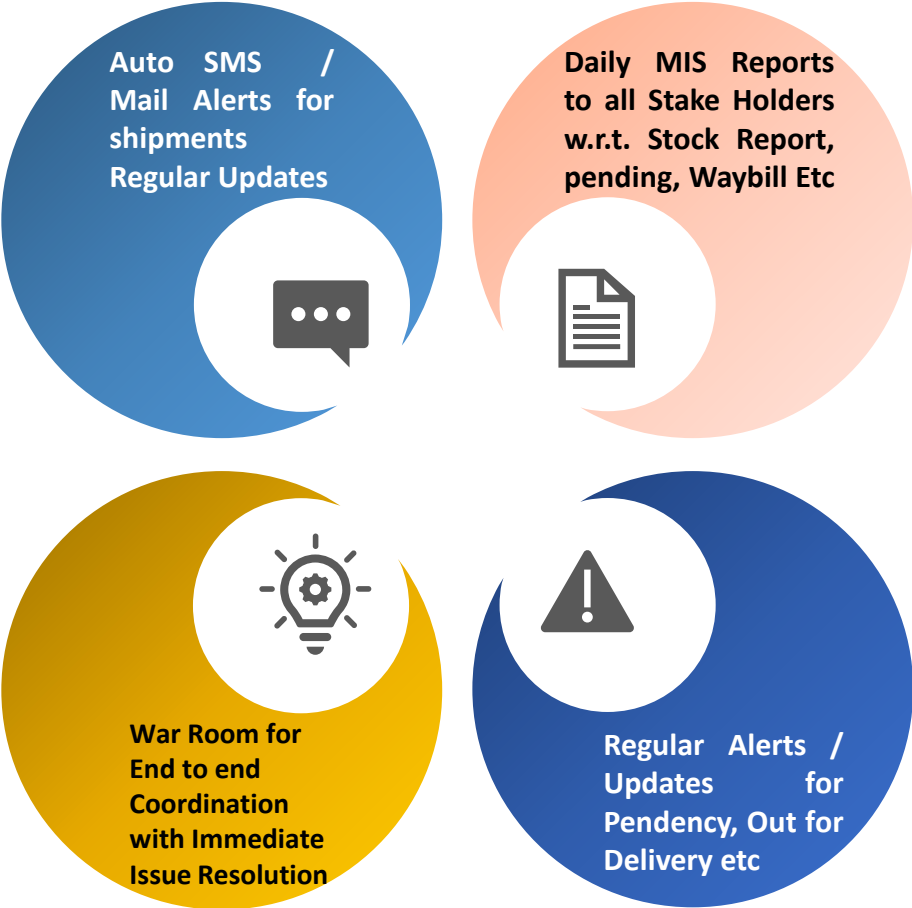 Auto SMS /
Mail Alerts for
shipments
Regular Updates
Daily MIS Reports
to all Stake Holders
w.r.t. Stock Report,
pending, Waybill Etc
War Room for
End to end
Coordination
with Immediate
Issue Resolution
Regular Alerts /
Updates for
Pendency, Out for
Delivery etc